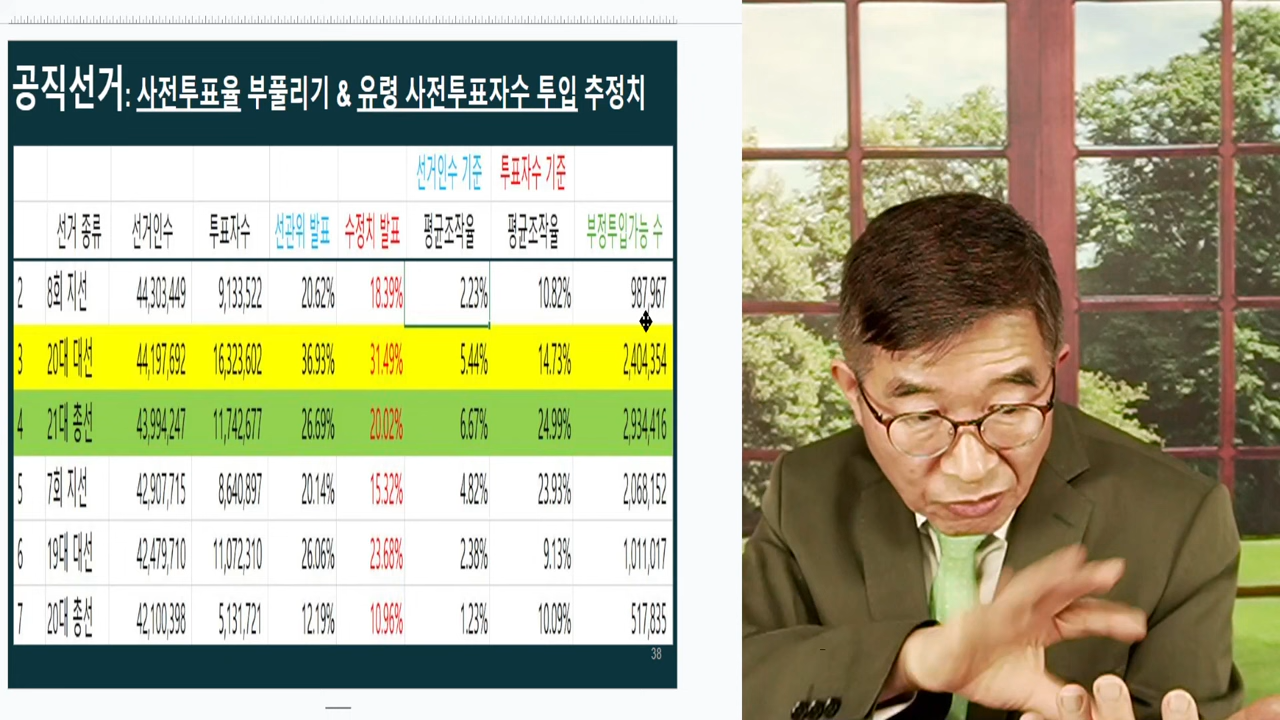 공직선거: 사전투표율 부풀리기 & 유령 사전투표자수 투입 추정치
선거인수 기준 투표자수 기준
선거 종류 선거인수 투표자수 선관위 발표 수정치 발표 평균조작율 평균조작율 부정투입가능 수
2 8회 지선 44,303,449 9,133,522 20.62% 18.39% 2.23% 10.82% 987,967
3 20대 대선 44,197,692 16,323,602 36.93% 31.49% 5.44% 14.73% 2,404,354
4 21대 총선 43,994,247 11,742,677 26.69% 20.02% 6.67% 24.99% 2,934,416
5 7회 지선 42,907,715 8,640,897 20.14% 15.32% 4.82% 23.93% 2,068,152
6 19대 대선 42,479,710 11,072,310 26.06% 23.68% 2.38% 9.13% 1,011,017
7 20대 총선 42,100,398 5,131,721 12.19% 10.96% 1.23% 10.09% 517,835
38